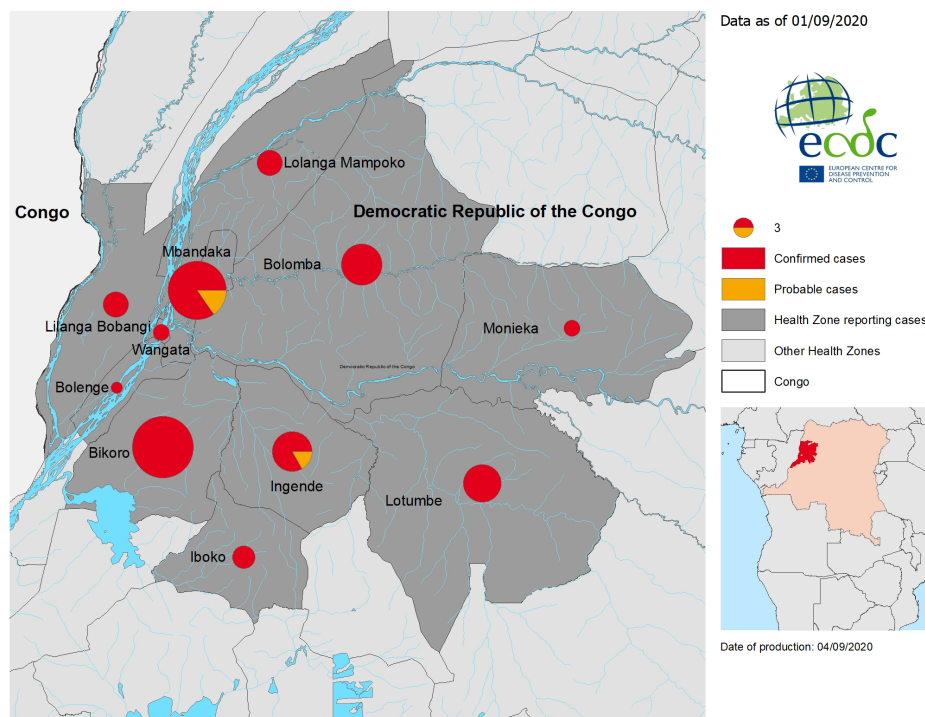 Data as of 01/09/2020
ecdc
EUROPEAN CENTRE FOR
DISEASE PREVENTION
AND CONTROL
Lolanga Mampoko
Congo
Democratic Republic of the Congo
Mbandaka
Bolomba
Lilanga Bobangi
Wangata
Monieka
Democratic Republic of the Congo
Bolenge
Bikoro
Ingende
Lotumbe
Iboko
3
Confirmed cases
Probable cases
Health Zone reporting cases
Other Health Zones
Congo
Date of production: 04/09/2020